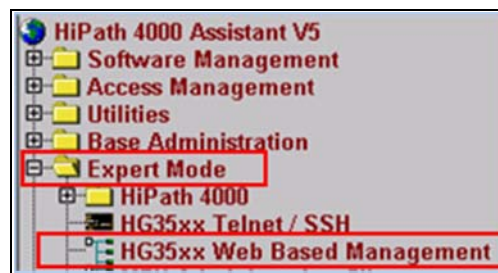 HiPath 4000 Assistant V5
Software Management
Access Management
Utilities
Base Administration
Expert Mode
HiPath 4000
HG35xx Telnet / SSH
HG35xx Web Based Management